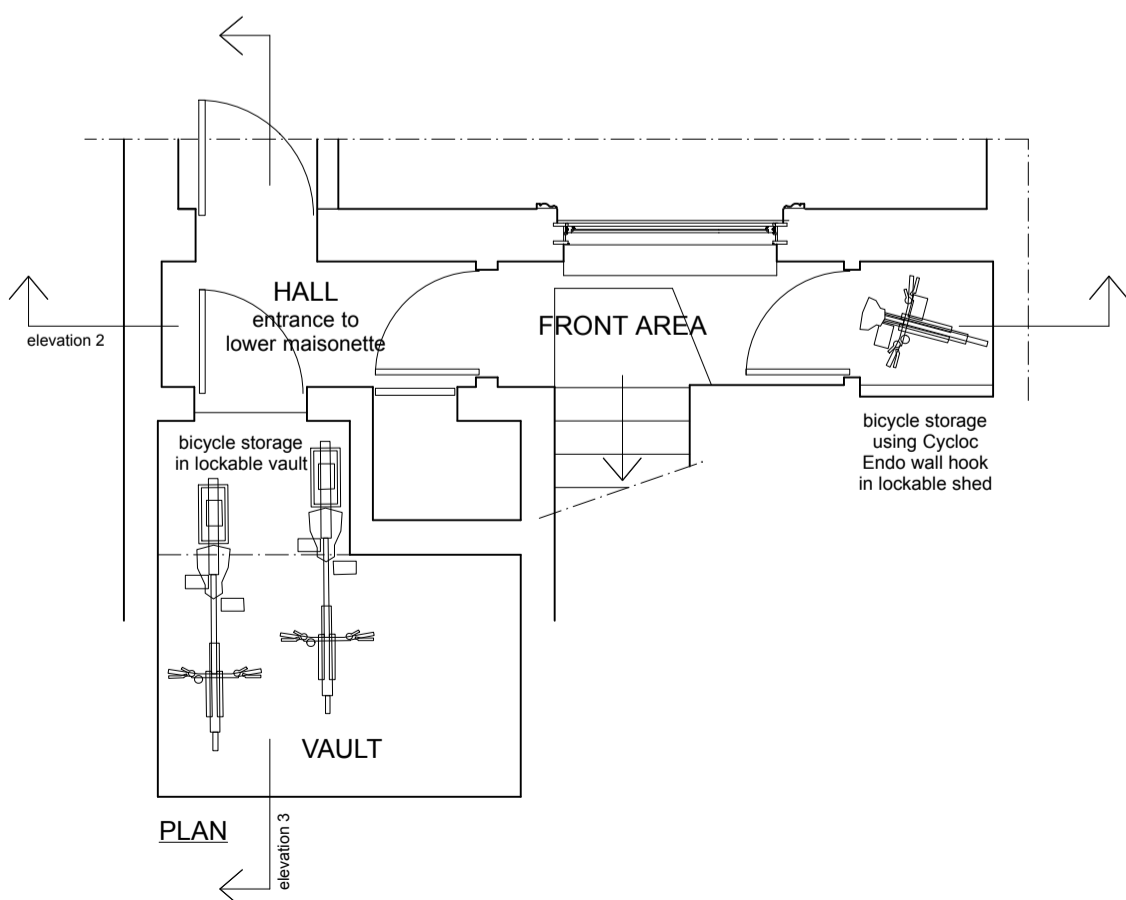 HALL
entrance to
lower maisonette
FRONT AREA
elevation 2
bicycle storage
in lockable vault
bicycle storage
using Cycloc
Endo wall hook
in lockable shed
VAULT
PLAN
elevation 3